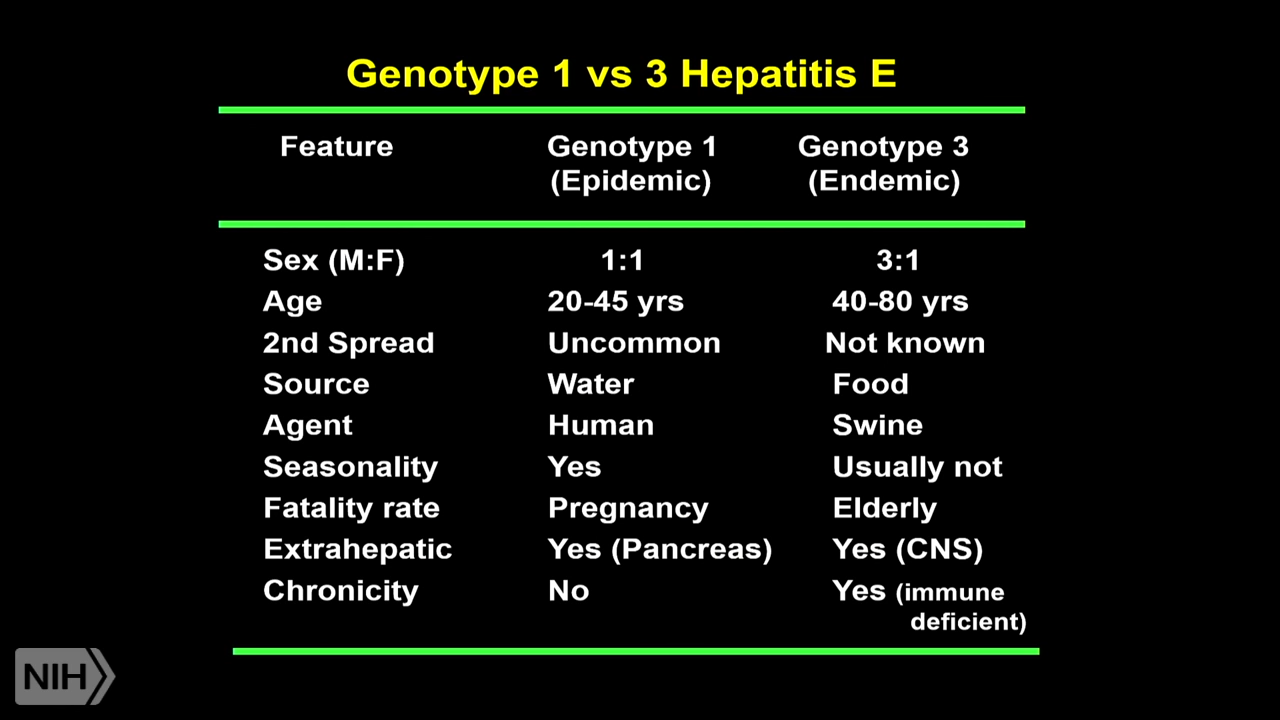 Genotype 1 vs 3 Hepatitis E
Feature Genotype 1 Genotype 3
(Epidemic) (Endemic)
Sex (M:F) 1:1 3:1
Age 20-45 yrs 40-80 yrs
2nd Spread Uncommon Not known
Source Water Food
Agent Human Swine
Seasonality Yes Usually not
Fatality rate Pregnancy Elderly
Extrahepatic Yes (Pancreas) Yes (CNS)
Chronicity No Yes (immune
deficient)
NIH